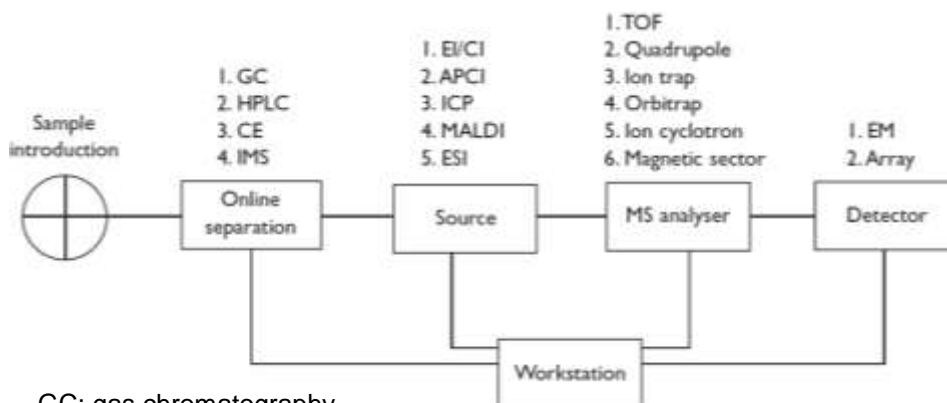 Sample
introduction
1. GC
2. HPLC
3. CE
4. IMS
Online
separation
1. EI/CI
2. APCI
3. ICP
4. MALDI
5. ESI
Source
1. TOF
2. Quadrupole
3. Ion trap
4. Orbitrap
5. Ion cyclotron
6. Magnetic sector
MS analyser
1. EM
2. Array
Detector
Workstation
GC: gas chromatography